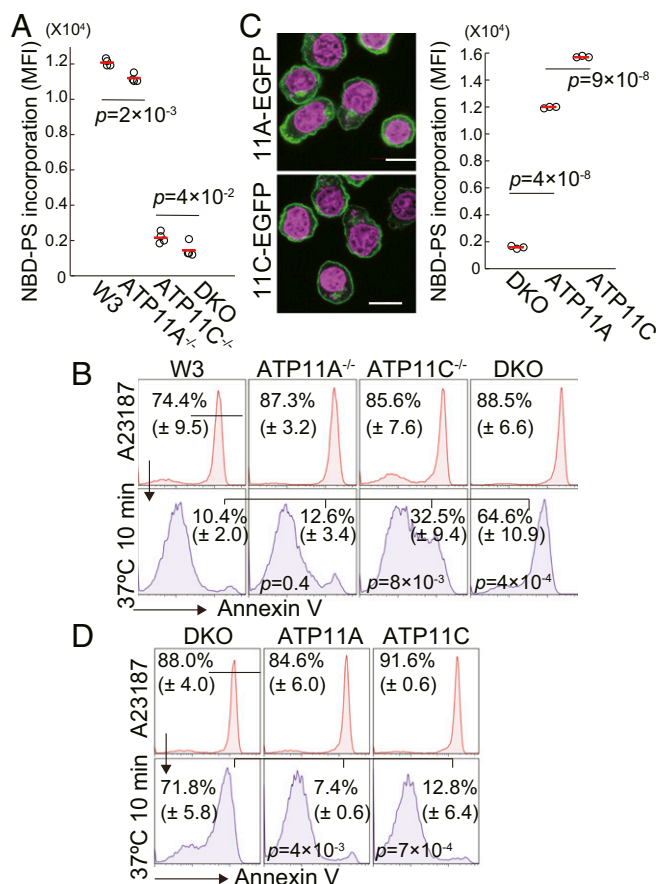 A
(X10⁴)
NBD-PS incorporation (MFI)
1.2
1.0
0.8
0.6
0.4
0.2
p=2×10⁻³
p=4×10⁻²
W3
ATP11A⁻/⁻
ATP11C⁻/⁻
DKO
C
11A-EGFP
11C-EGFP
(X10⁴)
NBD-PS incorporation (MFI)
1.6
1.4
1.2
1.0
0.8
0.6
0.4
0.2
p=9×10⁻⁸
p=4×10⁻⁸
DKO
ATP11A
ATP11C
B
W3
ATP11A⁻/⁻
ATP11C⁻/⁻
DKO
A23187
74.4%
(± 9.5)
87.3%
(± 3.2)
85.6%
(± 7.6)
88.5%
(± 6.6)
37ºC 10 min
10.4%
(± 2.0)
12.6%
(± 3.4)
p=0.4
32.5%
(± 9.4)
p=8×10⁻³
64.6%
(± 10.9)
p=4×10⁻⁴
Annexin V
D
DKO
ATP11A
ATP11C
A23187
88.0%
(± 4.0)
84.6%
(± 6.0)
91.6%
(± 0.6)
37ºC 10 min
71.8%
(± 5.8)
7.4%
(± 0.6)
p=4×10⁻³
12.8%
(± 6.4)
p=7×10⁻⁴
Annexin V